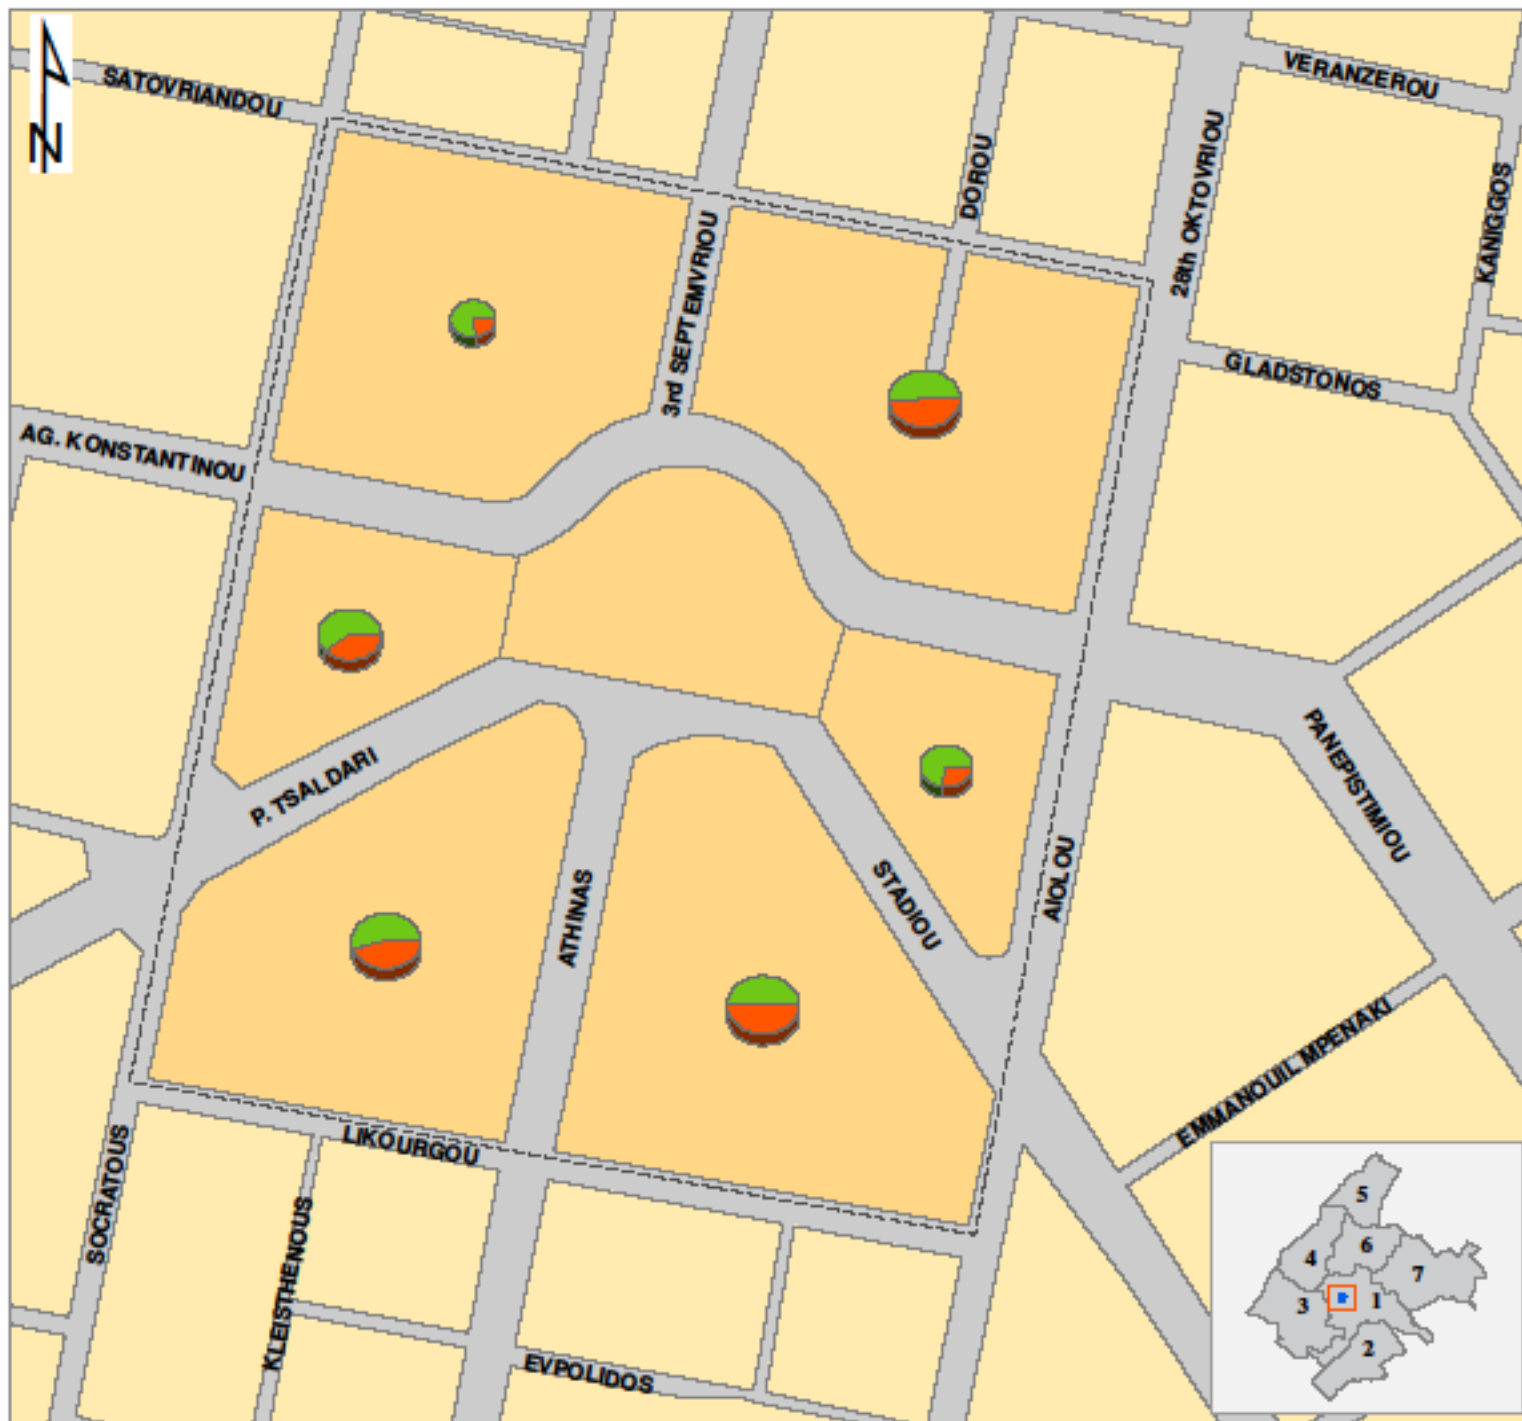 N
SATOVRIANDOU
VERANZEROU
DOROU
28th OKTOVRIOU
KANIGGOS
3rd SEPTEMVRIOU
GLADSTONOS
AG. KONSTANTINOU
P. TSALDARI
PANEPISTIMIOU
ATHINAS
STADIOU
AIOLOU
EMMANOUIL MPENAKI
LIKOURGOU
SOCRATOUS
KLEISTHENOUS
EVPOLIDOS
5
6
4
7
3
1
2